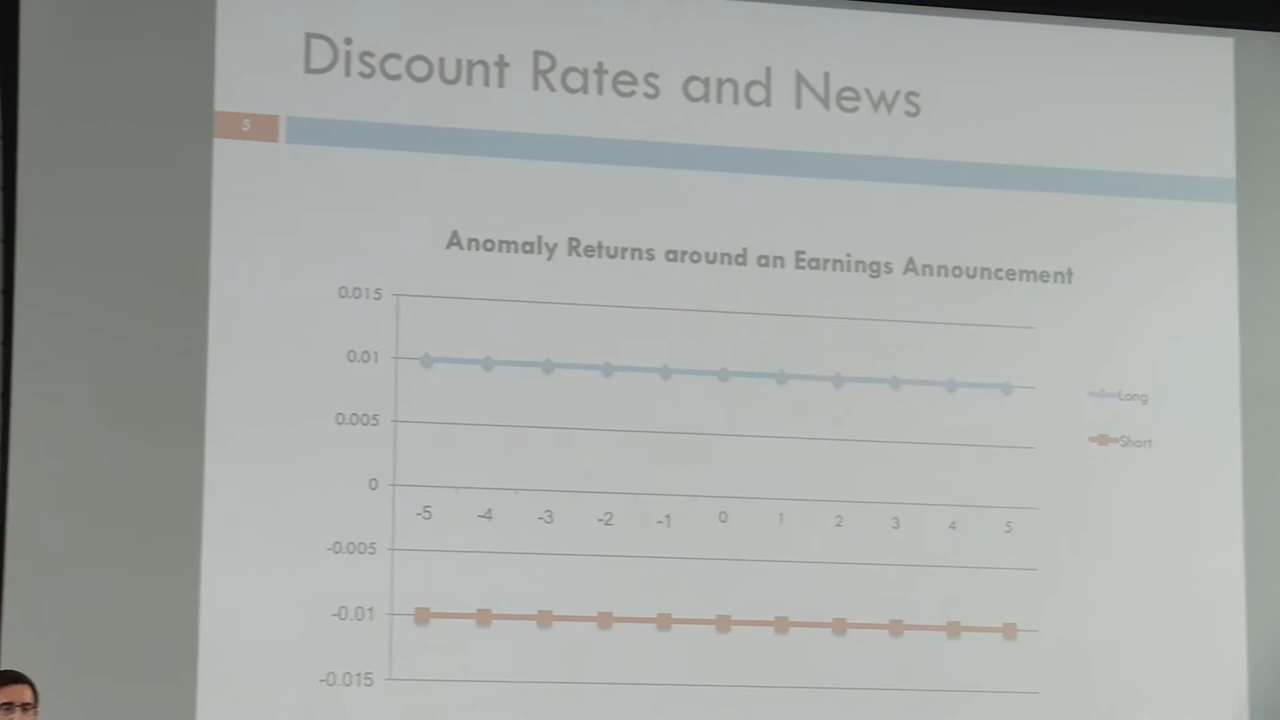 Discount Rates and News
5
Anomaly Returns around an Earnings Announcement
0.015
0.01
0.005
0
-5 -4 -3 -2 -1 0 1 2 3 4 5
-0.005
-0.01
-0.015
Long
Short